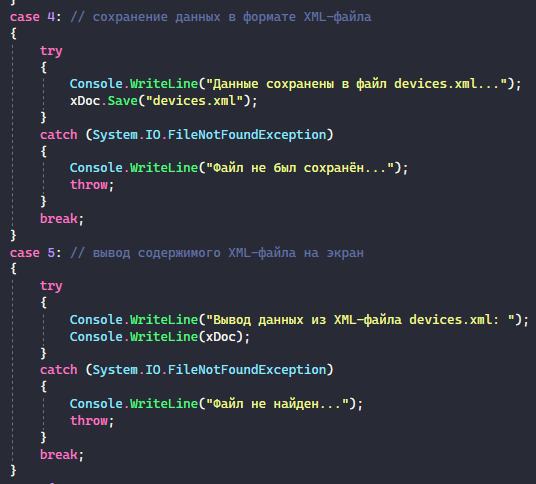 }
case 4: // сохранение данных в формате XML-файла
{
try
{
Console.WriteLine("Данные сохранены в файл devices.xml...");
xDoc.Save("devices.xml");
}
catch (System.IO.FileNotFoundException)
{
Console.WriteLine("Файл не был сохранён...");
throw;
}
break;
}
case 5: // вывод содержимого XML-файла на экран
{
try
{
Console.WriteLine("Вывод данных из XML-файла devices.xml: ");
Console.WriteLine(xDoc);
}
catch (System.IO.FileNotFoundException)
{
Console.WriteLine("Файл не найден...");
throw;
}
break;
}